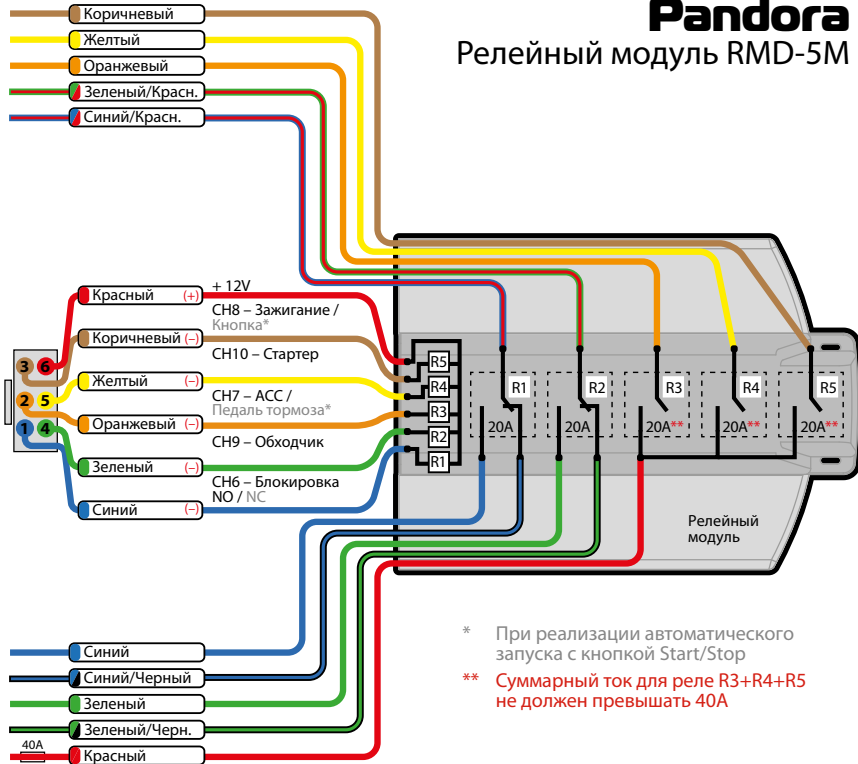 Pandora
Релейный модуль RMD-5M
Коричневый
Желтый
Оранжевый
Зеленый/Красн.
Синий/Красн.
Красный (+)
+ 12V
CH8 – Зажигание /
Кнопка*
Коричневый (–)
CH10 – Стартер
Желтый (–)
CH7 – ACC /
Педаль тормоза*
Оранжевый (–)
CH9 – Обходчик
Зеленый (–)
CH6 – Блокировка
NO / NC
Синий (–)
3 6
2 5
1 4
R5
R4
R3
R2
R1
R1
R2
R3
R4
R5
20A
20A
20A**
20A**
20A**
Релейный
модуль
Синий
Синий/Черный
Зеленый
Зеленый/Черн.
40A
Красный
* При реализации автоматического
запуска с кнопкой Start/Stop
** Суммарный ток для реле R3+R4+R5
не должен превышать 40А